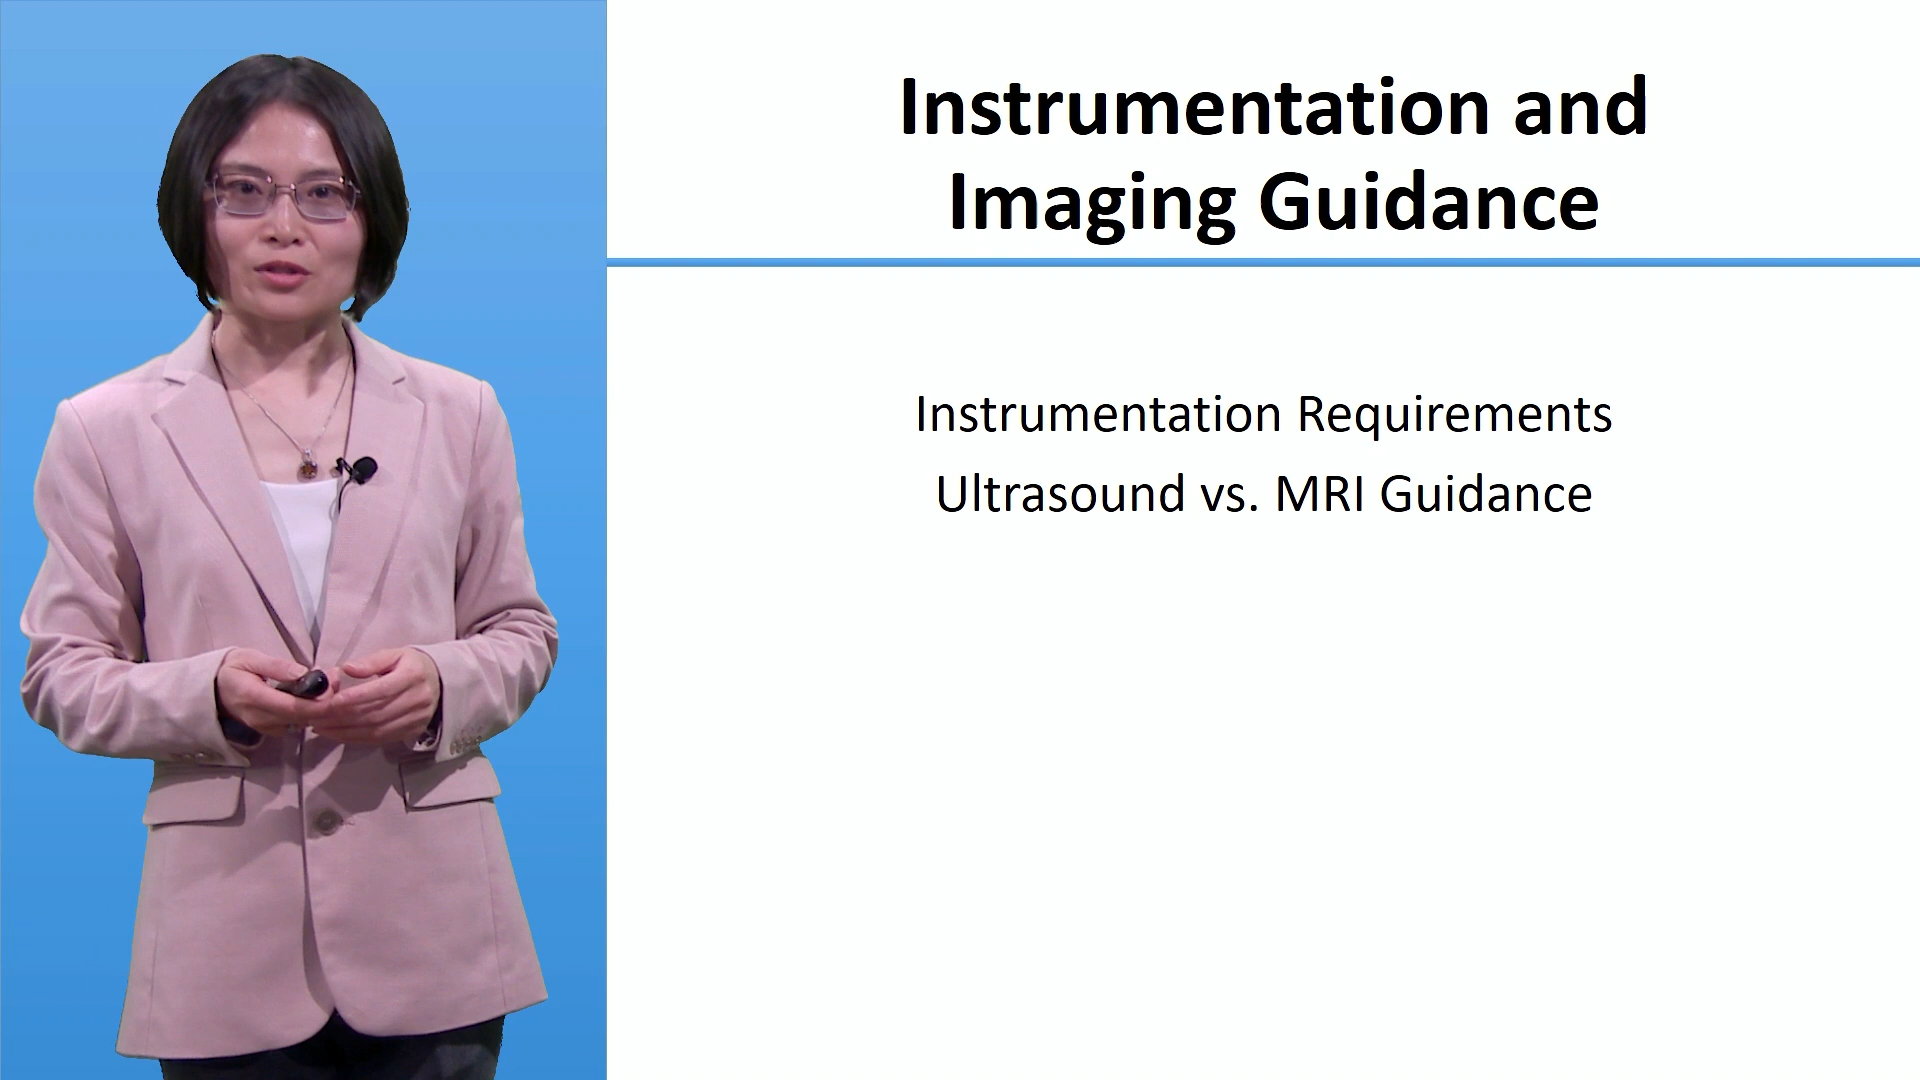 Instrumentation and
Imaging Guidance
Instrumentation Requirements
Ultrasound vs. MRI Guidance